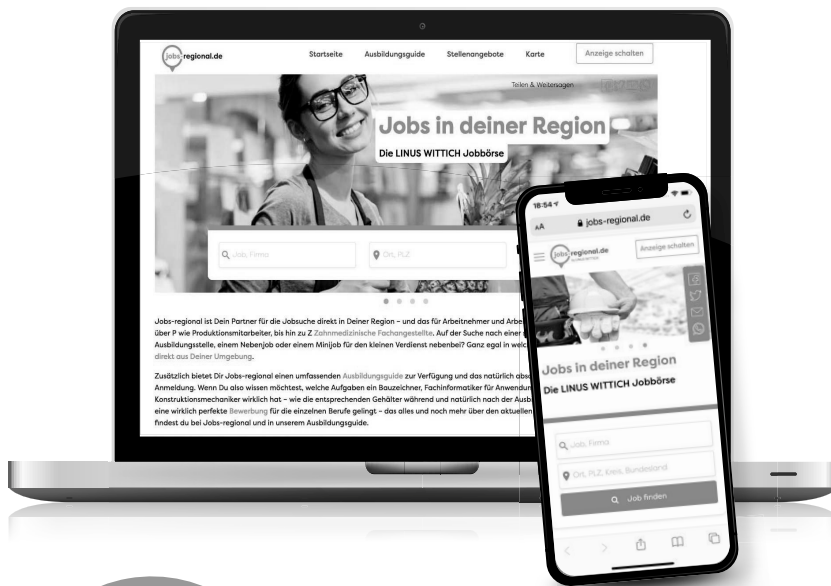 jobs-regional.de
Startseite Ausbildungsguide Stellenangebote Karte Anzeige schalten
Teilen & Weitersagen
Jobs in deiner Region
Die LINUS WITTICH Jobbörse
Job, Firma
Ort, PLZ
Jobs-regional ist Dein Partner für die Jobsuche direkt in Deiner Region – und das für Arbeitnehmer und
über P wie Produktionsmitarbeiter, bis hin zu Z Zahnmedizinische Fachangestellte. Auf der Suche nach einer
Ausbildungsstelle, einem Nebenjob oder einem Minijob für den kleinen Verdienst nebenbei? Ganz egal in
direkt aus Deiner Umgebung.
Zusätzlich bietet Dir Jobs-regional einen umfassenden Ausbildungsguide zur Verfügung und das natürlich
Anmeldung. Wenn Du also wissen möchtest, welche Aufgaben ein Bauzeichner, Fachinformatiker für
Konstruktionsmechaniker wirklich hat – wie die entsprechenden Gehälter während und natürlich nach der
eine wirklich perfekte Bewerbung für die einzelnen Berufe gelingt – das alles und noch mehr über den aktuellen
findest du bei Jobs-regional und in unserem Ausbildungsguide.
18:54
AA jobs-regional.de
jobs-regional.de Anzeige schalten
Jobs in deiner Region
Die LINUS WITTICH Jobbörse
Job, Firma
Ort, PLZ, Kreis, Bundesland
Job finden